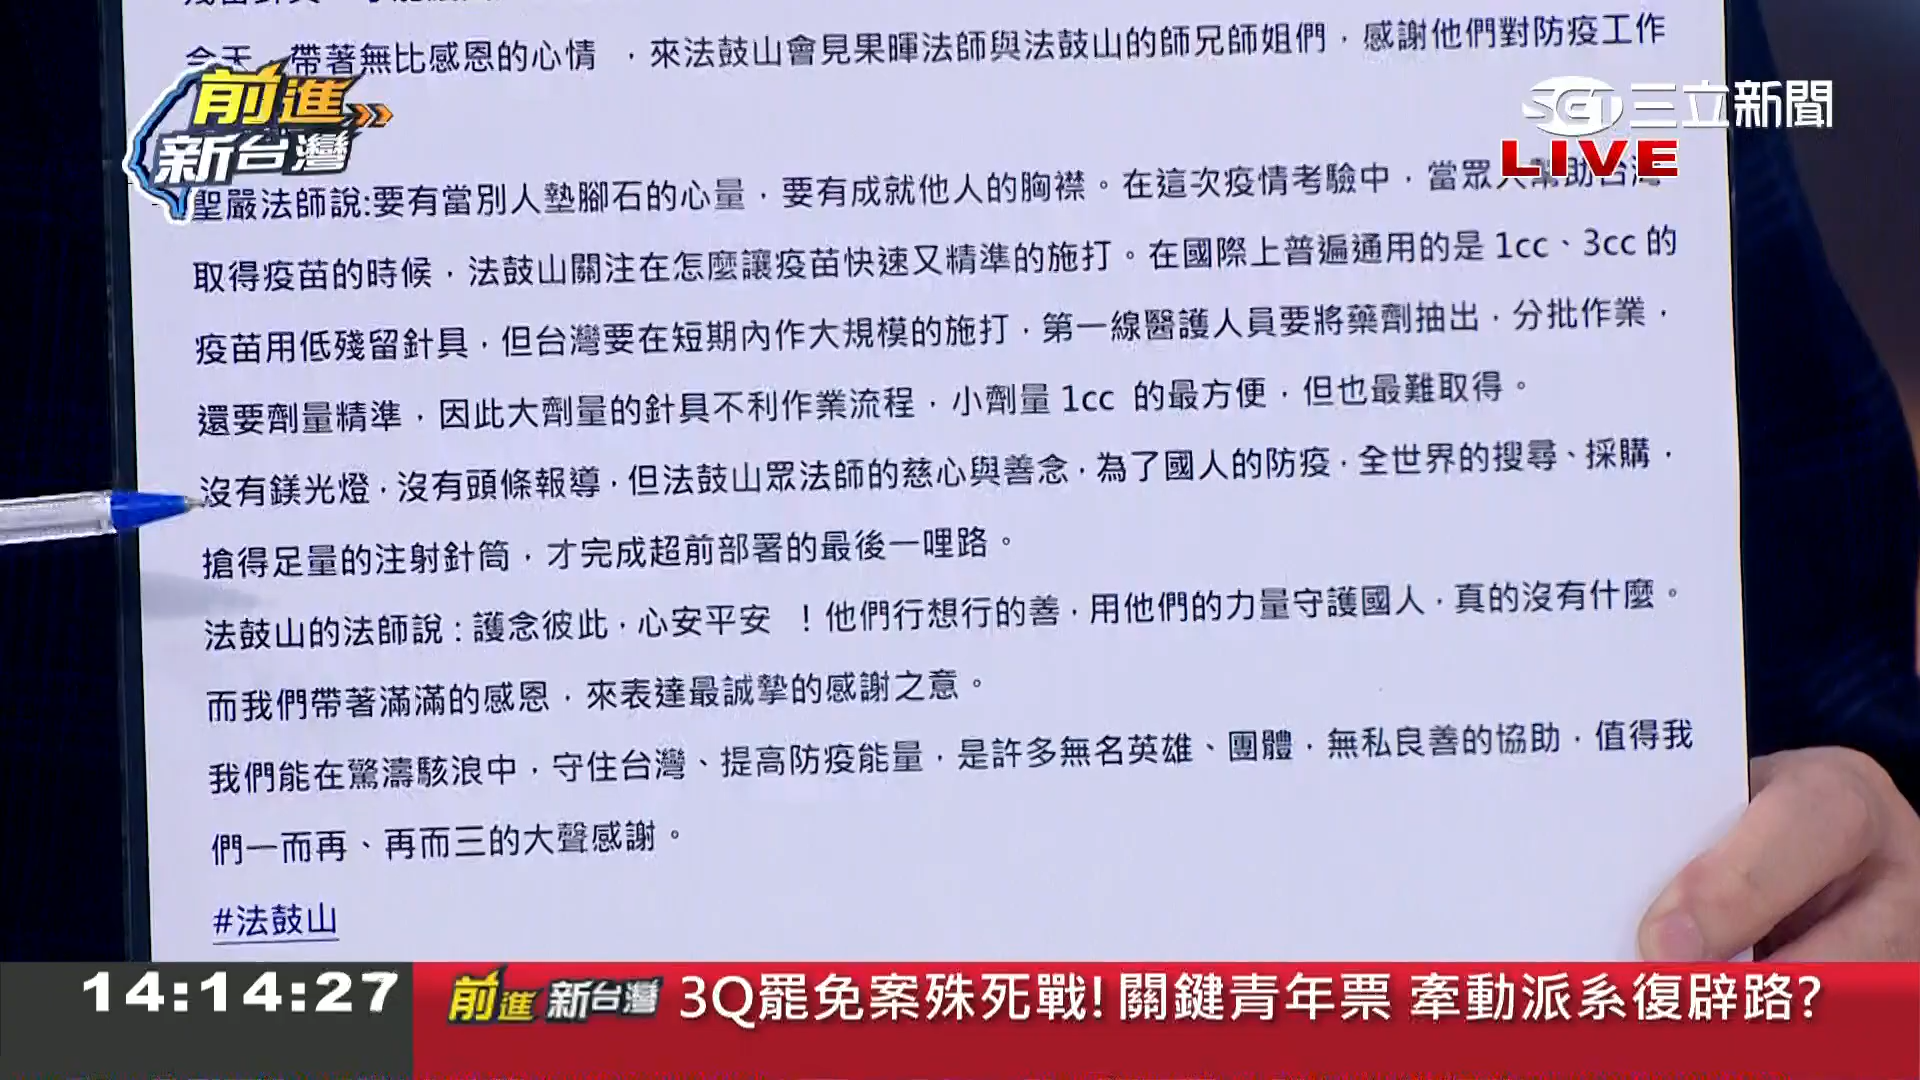 今天，帶著無比感恩的心情 ，來法鼓山會見果暉法師與法鼓山的師兄師姐們，感謝他們對防疫工作
前進
新台灣
SET三立新聞
LIVE
聖嚴法師說:要有當別人墊腳石的心量，要有成就他人的胸襟。在這次疫情考驗中，當眾人幫助台灣
取得疫苗的時候，法鼓山關注在怎麼讓疫苗快速又精準的施打。在國際上普遍通用的是1cc、3cc的
疫苗用低殘留針具，但台灣要在短期內作大規模的施打，第一線醫護人員要將藥劑抽出，分批作業，
還要劑量精準，因此大劑量的針具不利作業流程，小劑量1cc 的最方便，但也最難取得。
沒有鎂光燈，沒有頭條報導，但法鼓山眾法師的慈心與善念，為了國人的防疫，全世界的搜尋、採購，
搶得足量的注射針筒，才完成超前部署的最後一哩路。
法鼓山的法師說：護念彼此，心安平安 ！他們行想行的善，用他們的力量守護國人，真的沒有什麼。
而我們帶著滿滿的感恩，來表達最誠摯的感謝之意。
我們能在驚濤駭浪中，守住台灣、提高防疫能量，是許多無名英雄、團體，無私良善的協助，值得我
們一而再、再而三的大聲感謝。
#法鼓山
14:14:27
前進新台灣 3Q罷免案殊死戰!關鍵青年票 牽動派系復辟路?